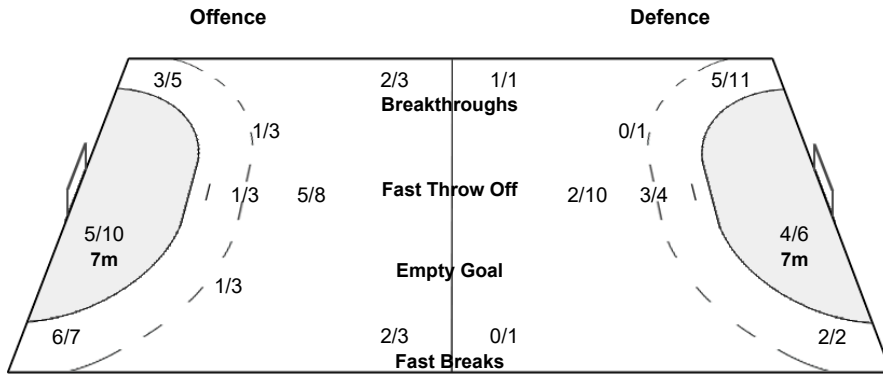 Offence Defence
3/5 2/3 1/1 5/11
Breakthroughs
1/3 0/1
1/3 5/8 Fast Throw Off 2/10 3/4
5/10 4/6
7m 7m
Empty Goal
1/3
6/7 2/3 0/1 2/2
Fast Breaks